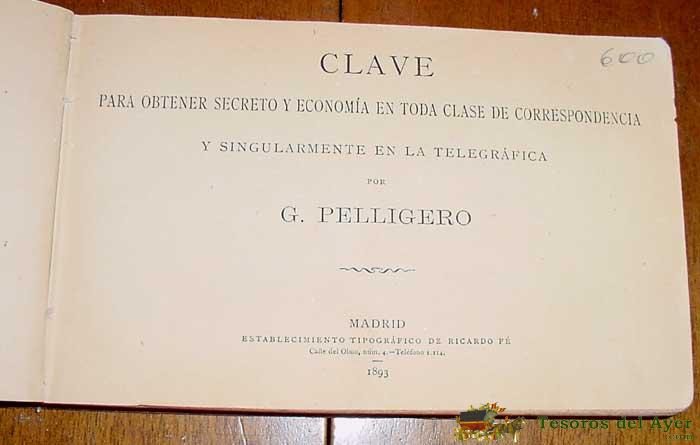 600
CLAVE
PARA OBTENER SECRETO Y ECONOMÍA EN TODA CLASE DE CORRESPONDENCIA
Y SINGULARMENTE EN LA TELEGRÁFICA
POR
G. PELLIGERO
MADRID
ESTABLECIMIENTO TIPOGRÁFICO DE RICARDO FÉ
Calle del Olmo, núm. 4.—Teléfono 1.114.
1893
Tesoros del Ayer
.com